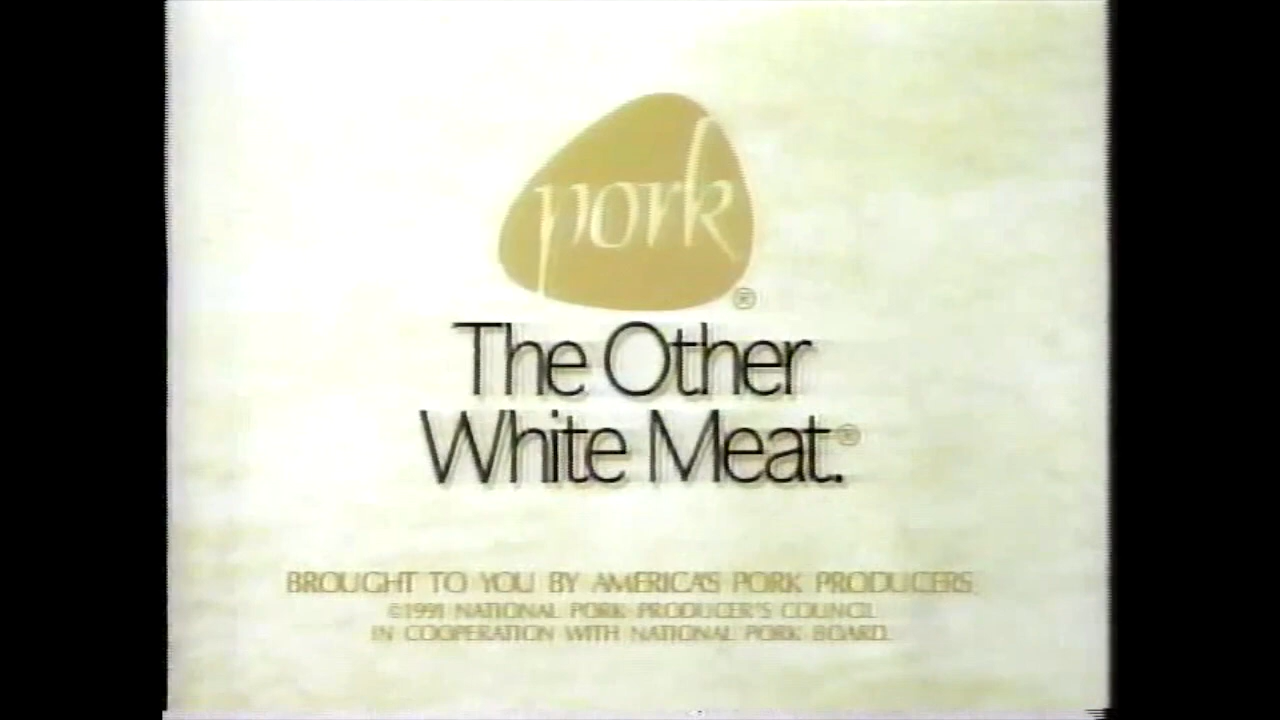 pork®
The Other
White Meat.®
BROUGHT TO YOU BY AMERICA'S PORK PRODUCERS.
©1991 NATIONAL PORK PRODUCER'S COUNCIL
IN COOPERATION WITH NATIONAL PORK BOARD.